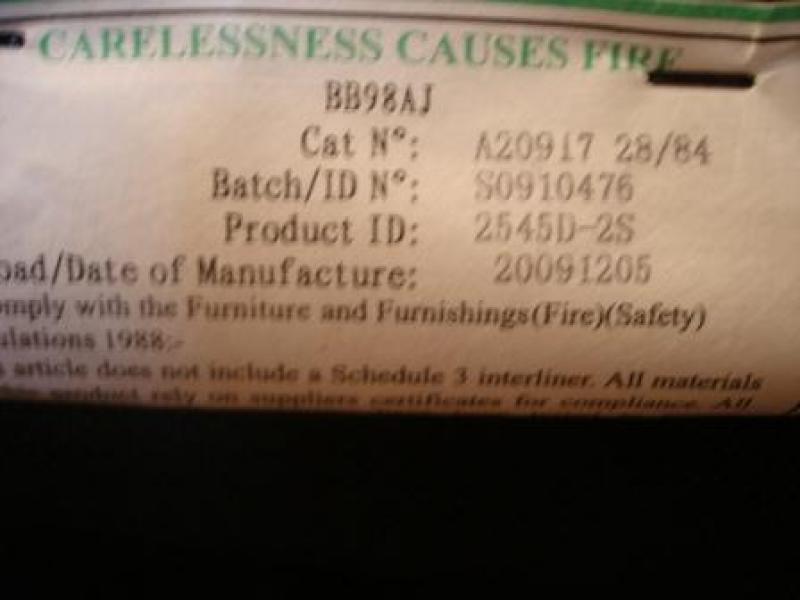 CARELESSNESS CAUSES FIRE
BB98AJ
Cat Nº: A20917 28/84
Batch/ID Nº: S0910476
Product ID: 2545D-2S
oad/Date of Manufacture: 20091205
omply with the Furniture and Furnishings(Fire)(Safety)
ulations 1988:-
s article does not include a Schedule 3 interliner. All materials
product rely on suppliers certificates for compliance. All